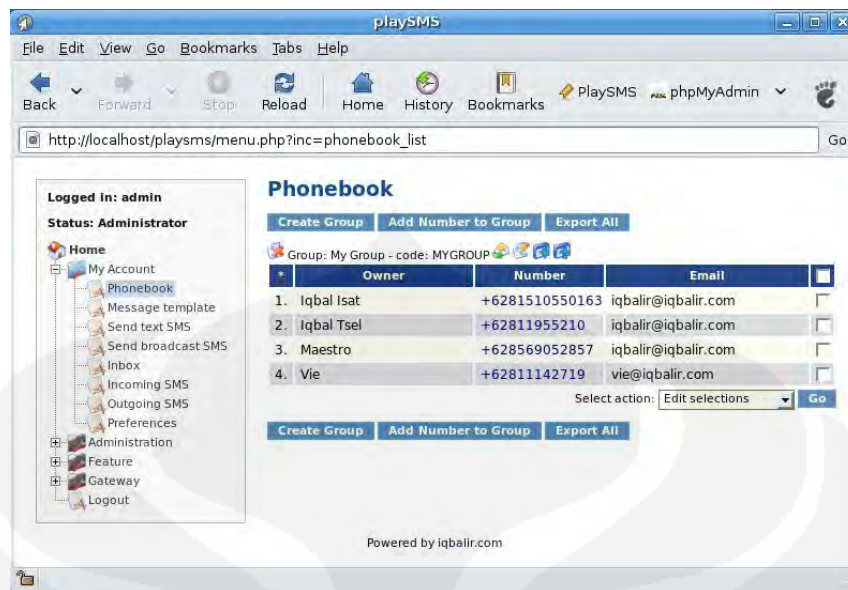 playSMS
File Edit View Go Bookmarks Tabs Help
Back Forward Stop Reload Home History Bookmarks PlaySMS phpMyAdmin
http://localhost/playsms/menu.php?inc=phonebook_list Go
Logged in: admin
Status: Administrator
Home
My Account
Phonebook
Message template
Send text SMS
Send broadcast SMS
Inbox
Incoming SMS
Outgoing SMS
Preferences
Administration
Feature
Gateway
Logout
Phonebook
Create Group Add Number to Group Export All
Group: My Group - code: MYGROUP
* Owner Number Email
1. Iqbal Isat +6281510550163 iqbalir@iqbalir.com
2. Iqbal Tsel +62811955210 iqbalir@iqbalir.com
3. Maestro +628569052857 iqbalir@iqbalir.com
4. Vie +62811142719 vie@iqbalir.com
Select action: Edit selections Go
Create Group Add Number to Group Export All
Powered by iqbalir.com